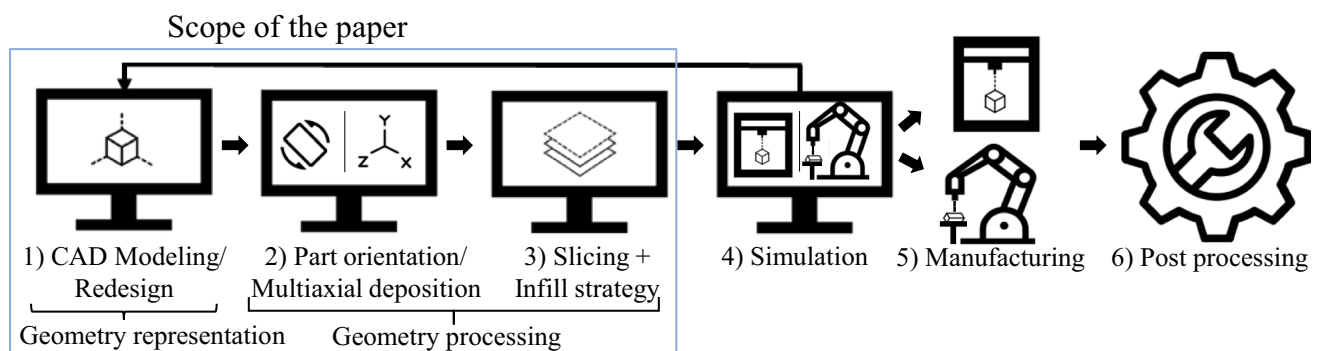 Scope of the paper
Y
Z X
1) CAD Modeling/
Redesign
2) Part orientation/
Multiaxial deposition
3) Slicing +
Infill strategy
4) Simulation
5) Manufacturing
6) Post processing
Geometry representation
Geometry processing